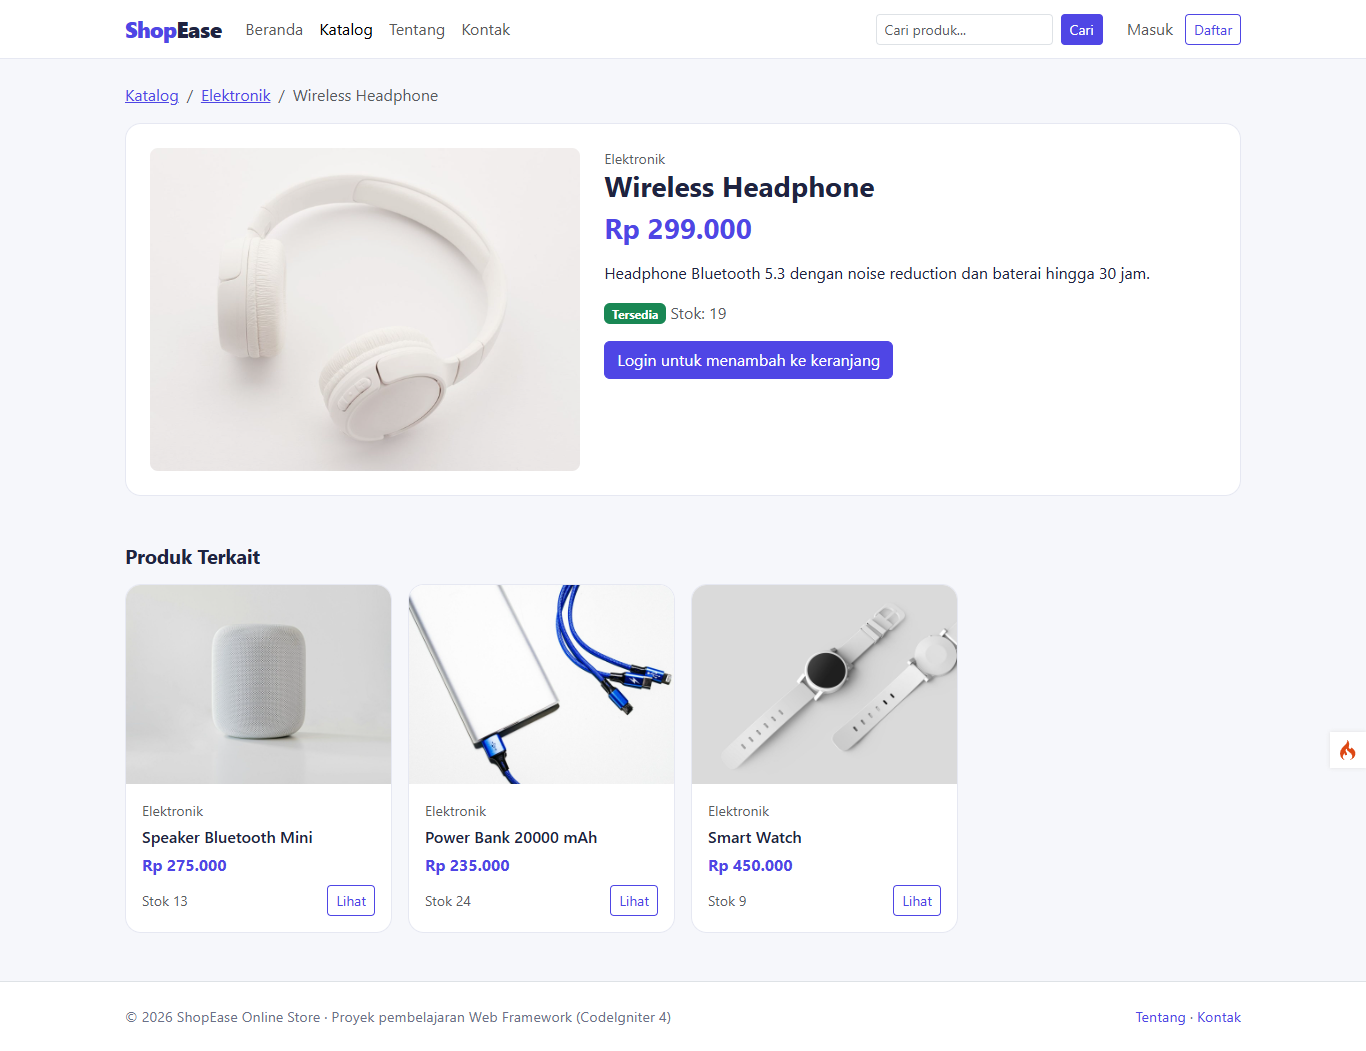 ShopEase Beranda Katalog Tentang Kontak Cari produk... Cari Masuk Daftar
Katalog / Elektronik / Wireless Headphone
Elektronik
Wireless Headphone
Rp 299.000
Headphone Bluetooth 5.3 dengan noise reduction dan baterai hingga 30 jam.
Tersedia Stok: 19
Login untuk menambah ke keranjang
Produk Terkait
Elektronik
Speaker Bluetooth Mini
Rp 275.000
Stok 13 Lihat
Elektronik
Power Bank 20000 mAh
Rp 235.000
Stok 24 Lihat
Elektronik
Smart Watch
Rp 450.000
Stok 9 Lihat
© 2026 ShopEase Online Store · Proyek pembelajaran Web Framework (CodeIgniter 4) Tentang · Kontak